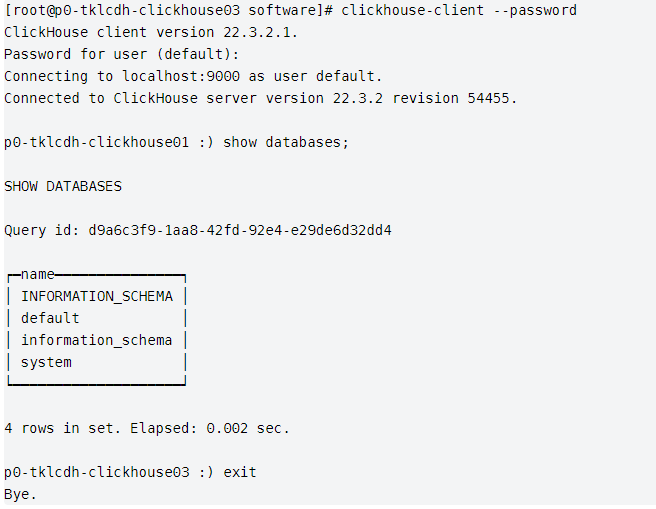 [root@p0-tklcdh-clickhouse03 software]# clickhouse-client --password
ClickHouse client version 22.3.2.1.
Password for user (default):
Connecting to localhost:9000 as user default.
Connected to ClickHouse server version 22.3.2 revision 54455.
p0-tklcdh-clickhouse01 :) show databases;
SHOW DATABASES
Query id: d9a6c3f9-1aa8-42fd-92e4-e29de6d32dd4
┌─name───────────────┐
│ INFORMATION_SCHEMA │
│ default            │
│ information_schema │
│ system             │
└────────────────────┘
4 rows in set. Elapsed: 0.002 sec.
p0-tklcdh-clickhouse03 :) exit
Bye.